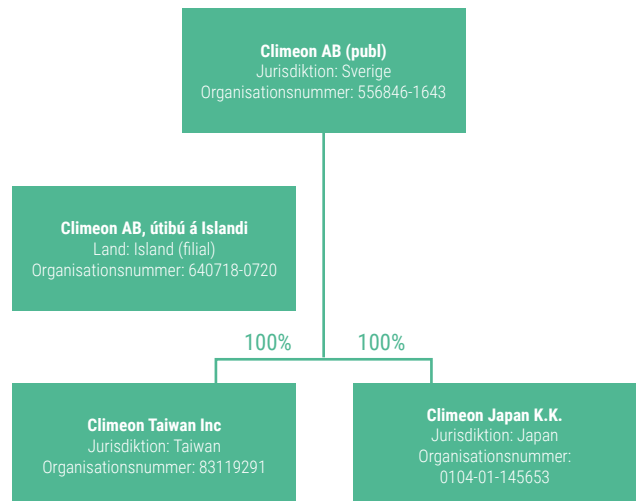 Climeon AB (publ)
Jurisdiktion: Sverige
Organisationsnummer: 556846-1643
Climeon AB, útibú á Islandi
Land: Island (filial)
Organisationsnummer: 640718-0720
100%
100%
Climeon Taiwan Inc
Jurisdiktion: Taiwan
Organisationsnummer: 83119291
Climeon Japan K.K.
Jurisdiktion: Japan
Organisationsnummer:
0104-01-145653